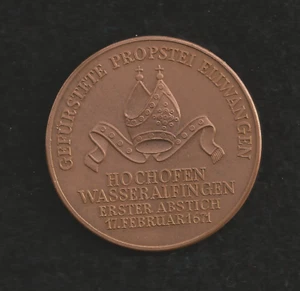 GEFÜRSTETE PROPSTEI ELLWANGEN
HOCHOFEN
WASSERALFINGEN
ERSTER ABSTICH
17. FEBRUAR 1671